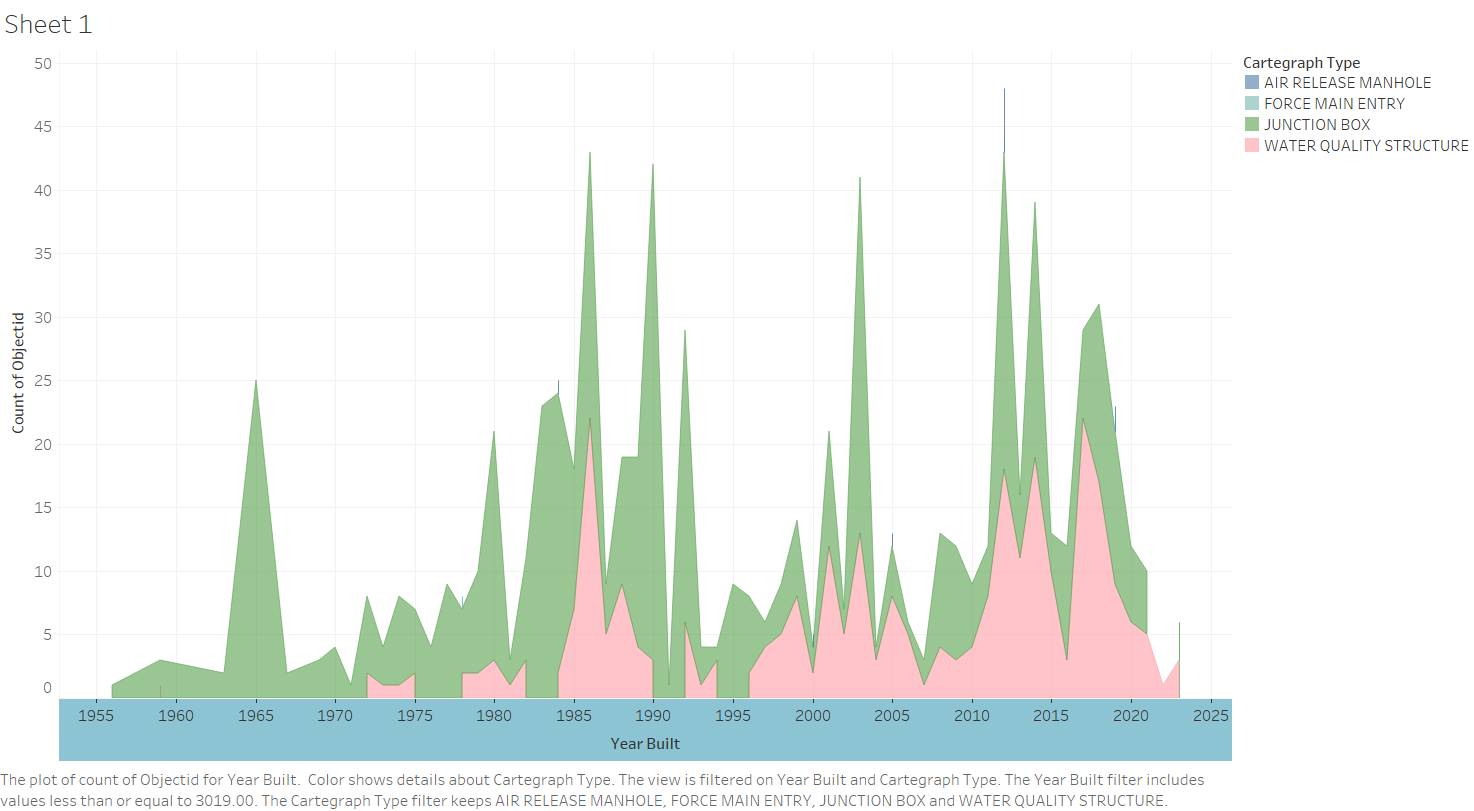 Sheet 1
50
45
40
35
30
25
20
15
10
5
0
Count of Objectid
1955 1960 1965 1970 1975 1980 1985 1990 1995 2000 2005 2010 2015 2020 2025
Year Built
Cartegraph Type
AIR RELEASE MANHOLE
FORCE MAIN ENTRY
JUNCTION BOX
WATER QUALITY STRUCTURE
The plot of count of Objectid for Year Built.  Color shows details about Cartegraph Type. The view is filtered on Year Built and Cartegraph Type. The Year Built filter includes
values less than or equal to 3019.00. The Cartegraph Type filter keeps AIR RELEASE MANHOLE, FORCE MAIN ENTRY, JUNCTION BOX and WATER QUALITY STRUCTURE.